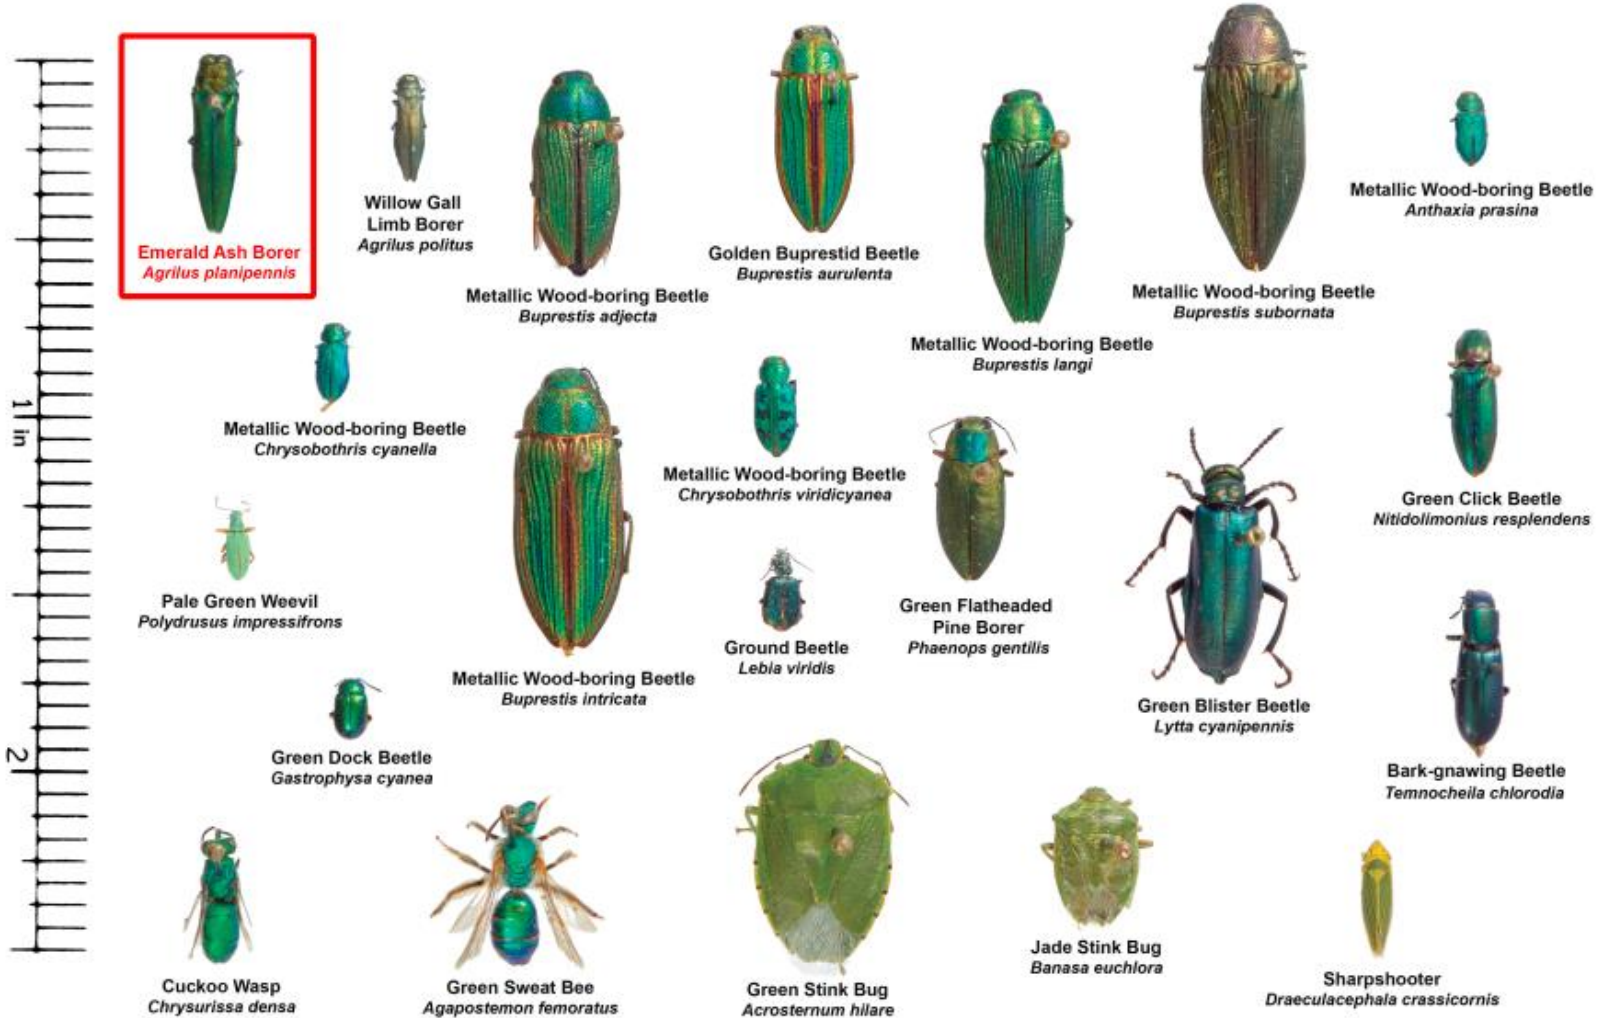 Emerald Ash Borer
Agrilus planipennis
Willow Gall
Limb Borer
Agrilus politus
Metallic Wood-boring Beetle
Buprestis adjecta
Golden Buprestid Beetle
Buprestis aurulenta
Metallic Wood-boring Beetle
Buprestis langi
Metallic Wood-boring Beetle
Buprestis subornata
Metallic Wood-boring Beetle
Anthaxia prasina
1 in
Metallic Wood-boring Beetle
Chrysobothris cyanella
Metallic Wood-boring Beetle
Chrysobothris viridicyanea
Green Click Beetle
Nitidolimonius resplendens
Pale Green Weevil
Polydrusus impressifrons
Metallic Wood-boring Beetle
Buprestis intricata
Ground Beetle
Lebia viridis
Green Flatheaded
Pine Borer
Phaenops gentilis
Green Blister Beetle
Lytta cyanipennis
2
Green Dock Beetle
Gastrophysa cyanea
Bark-gnawing Beetle
Temnocheila chlorodia
Cuckoo Wasp
Chrysurissa densa
Green Sweat Bee
Agapostemon femoratus
Green Stink Bug
Acrosternum hilare
Jade Stink Bug
Banasa euchlora
Sharpshooter
Draeculacephala crassicornis